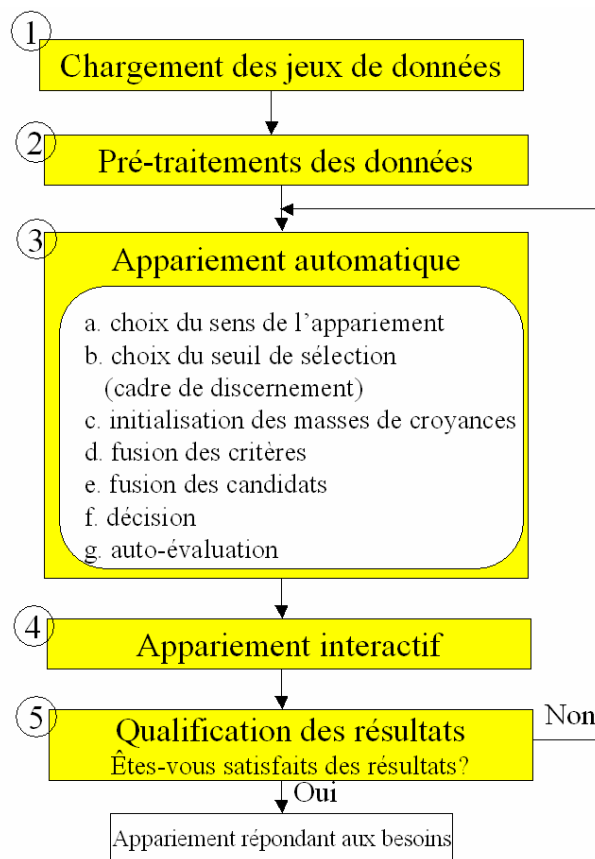 1
Chargement des jeux de données
2
Pré-traitements des données
3
Appariement automatique
a. choix du sens de l'appariement
b. choix du seuil de sélection
(cadre de discernement)
c. initialisation des masses de croyances
d. fusion des critères
e. fusion des candidats
f. décision
g. auto-évaluation
4
Appariement interactif
5
Qualification des résultats
Êtes-vous satisfaits des résultats?
Non
Oui
Appariement répondant aux besoins